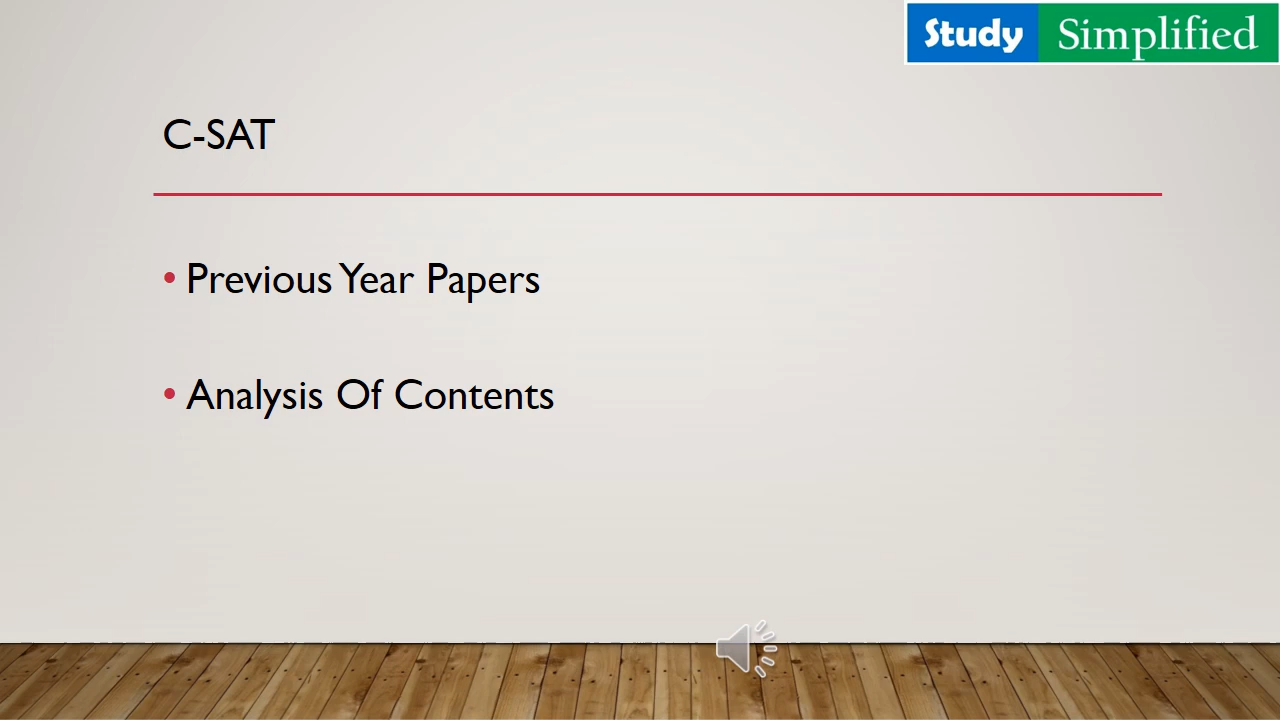 Study Simplified
C-SAT
• Previous Year Papers
• Analysis Of Contents